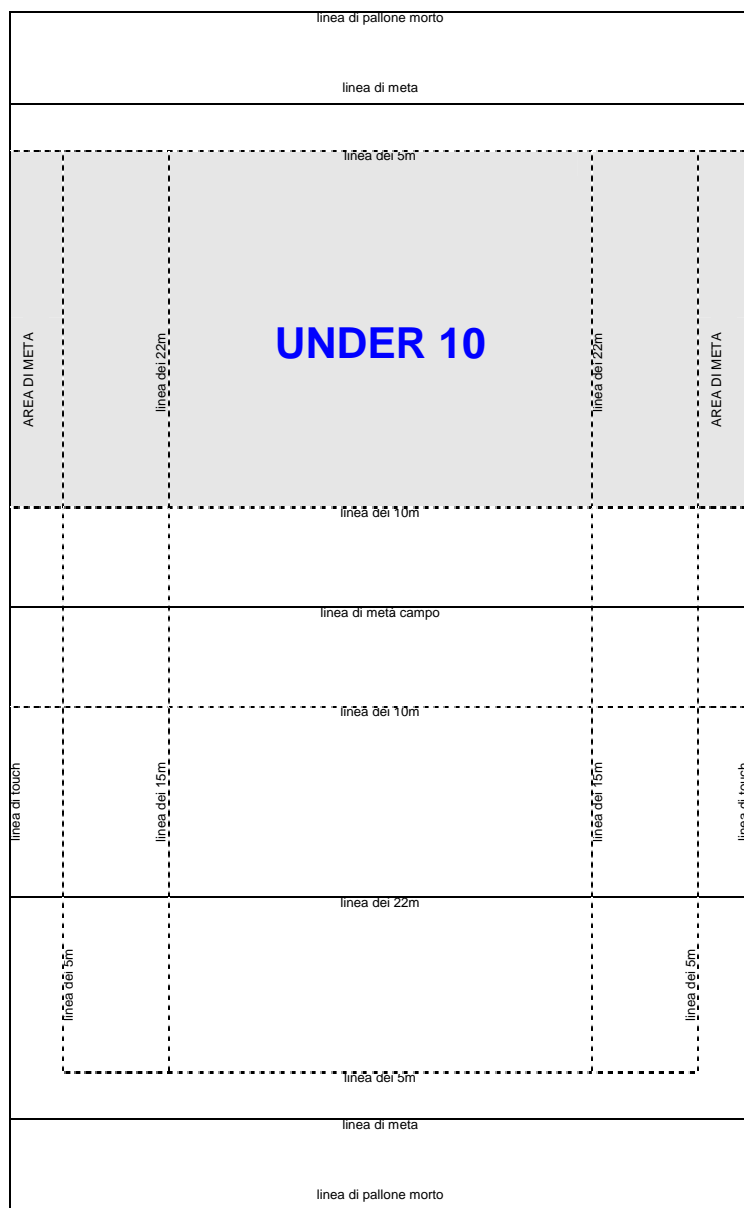 linea di pallone morto
linea di meta
linea dei 5m
AREA DI META
linea dei 22m
UNDER 10
linea dei 22m
AREA DI META
linea dei 10m
linea di metà campo
linea dei 10m
linea di touch
linea dei 15m
linea dei 15m
linea di touch
linea dei 22m
linea dei 5m
linea dei 5m
linea dei 5m
linea di meta
linea di pallone morto